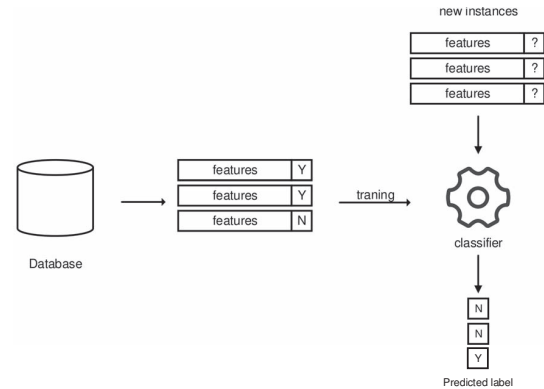 new instances
features ?
features ?
features ?
features Y
features Y
features N
traning
Database
classifier
N
N
Y
Predicted label